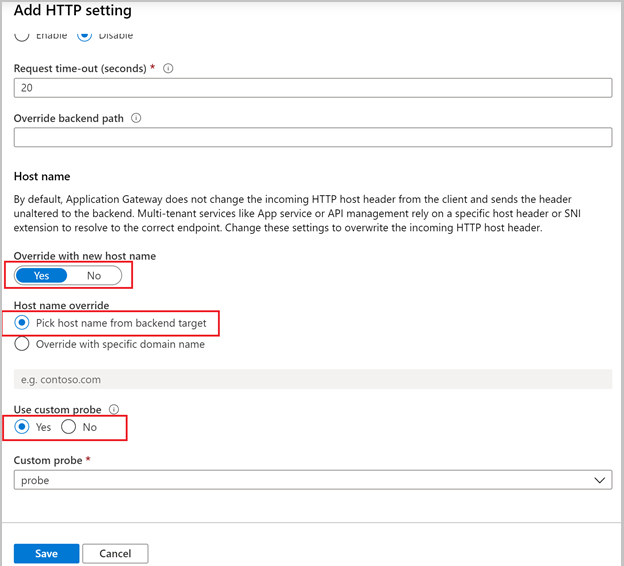 Add HTTP setting
Enable Disable
Request time-out (seconds) *
20
Override backend path
Host name
By default, Application Gateway does not change the incoming HTTP host header from the client and sends the header
unaltered to the backend. Multi-tenant services like App service or API management rely on a specific host header or SNI
extension to resolve to the correct endpoint. Change these settings to overwrite the incoming HTTP host header.
Override with new host name
Yes No
Host name override
Pick host name from backend target
Override with specific domain name
e.g. contoso.com
Use custom probe
Yes No
Custom probe *
probe
Save Cancel